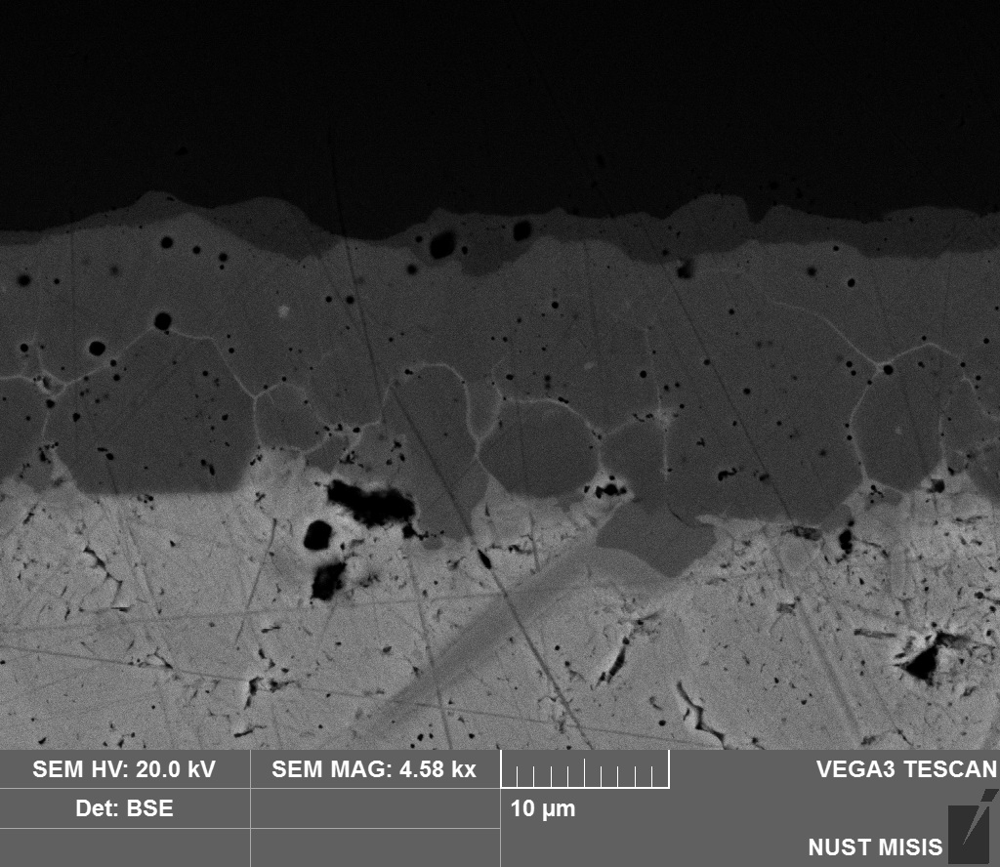 SEM HV: 20.0 kV
SEM MAG: 4.58 kx
VEGA3 TESCAN
Det: BSE
10 µm
NUST MISIS